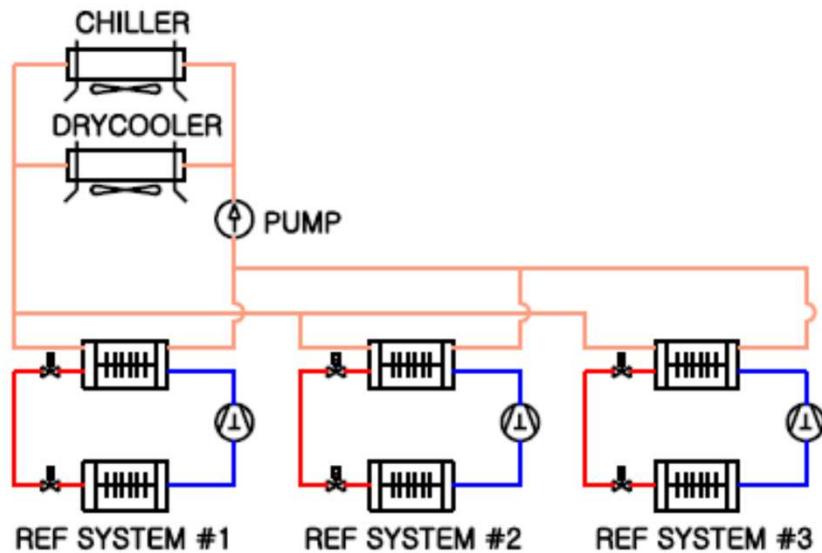 CHILLER
DRYCOOLER
PUMP
REF SYSTEM #1
REF SYSTEM #2
REF SYSTEM #3